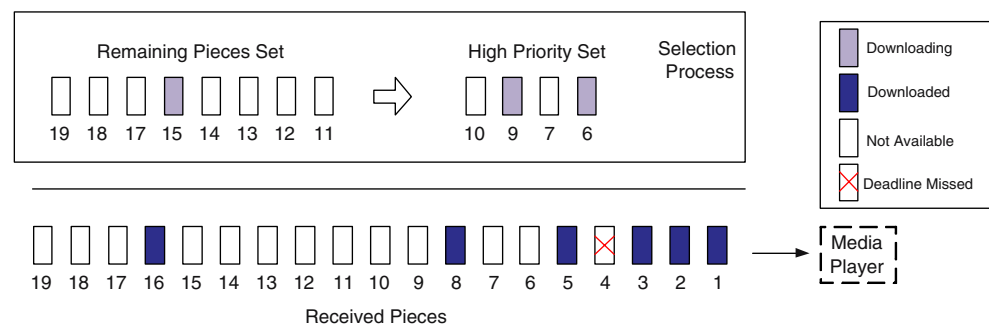 Remaining Pieces Set
High Priority Set
Selection
Process
19 18 17 15 14 13 12 11
10 9 7 6
Downloading
Downloaded
Not Available
Deadline Missed
19 18 17 16 15 14 13 12 11 10 9 8 7 6 5 4 3 2 1
Media
Player
Received Pieces